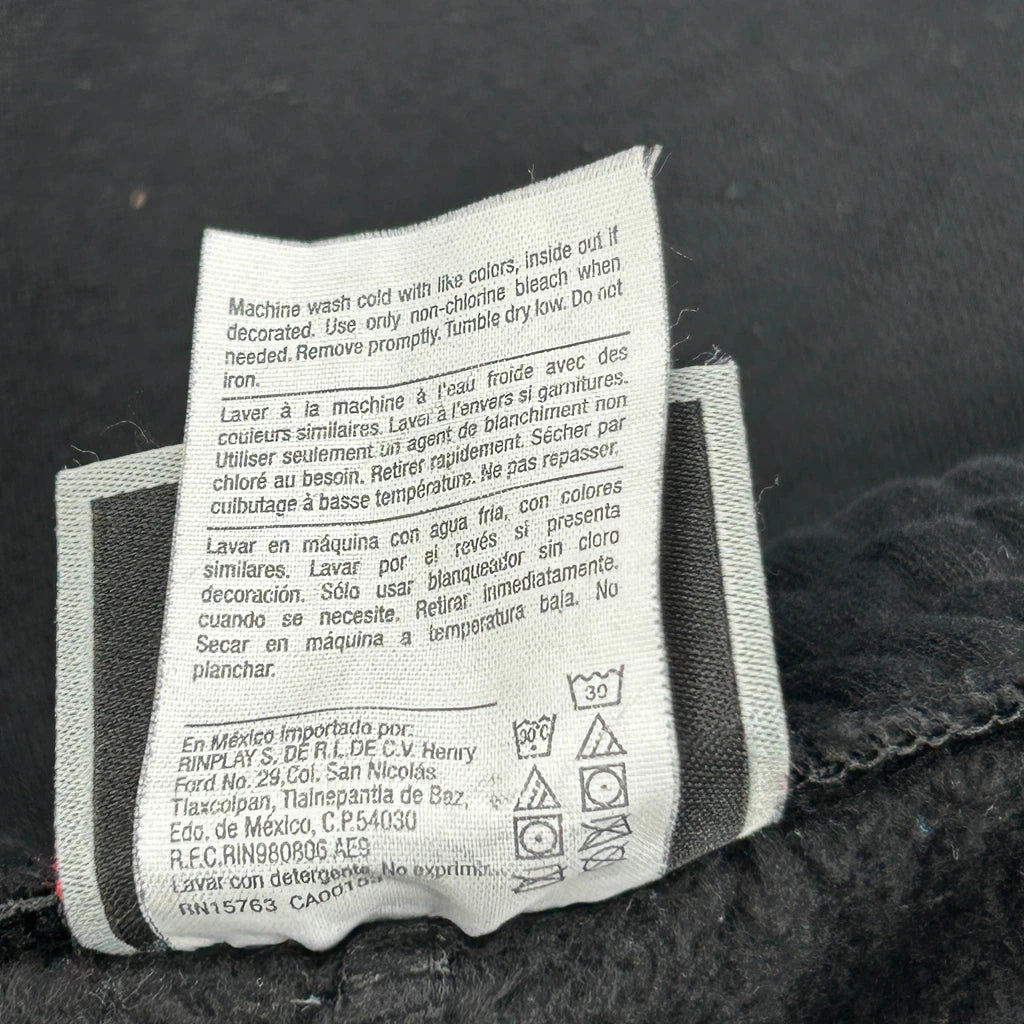 Machine wash cold with like colors, inside out if
decorated. Use only non-chlorine bleach when
needed. Remove promptly. Tumble dry low. Do not
iron.
Laver à la machine à l'eau froide avec des
couleurs similaires. Laver à l'envers si garnitures.
Utiliser seulement un agent de blanchiment non
chloré au besoin. Retirer rapidement. Sécher par
culbutage à basse température. Ne pas repasser.
Lavar en máquina con agua fria, con colores
similares. Lavar por el revés si presenta
decoración. Sólo usar blanqueador sin cloro
cuando se necesite. Retirar inmediatamente.
Secar en máquina a temperatura baja. No
planchar.
30
30°C
En México importado por:
RINPLAY S. DE R.L. DE C.V. Henry
Ford No. 29, Col. San Nicolás
Tlaxcolpan, Tlalnepantla de Baz,
Edo. de México, C.P. 54030
R.F.C.RIN980806 AE9
Lavar con detergente. No
RN15763